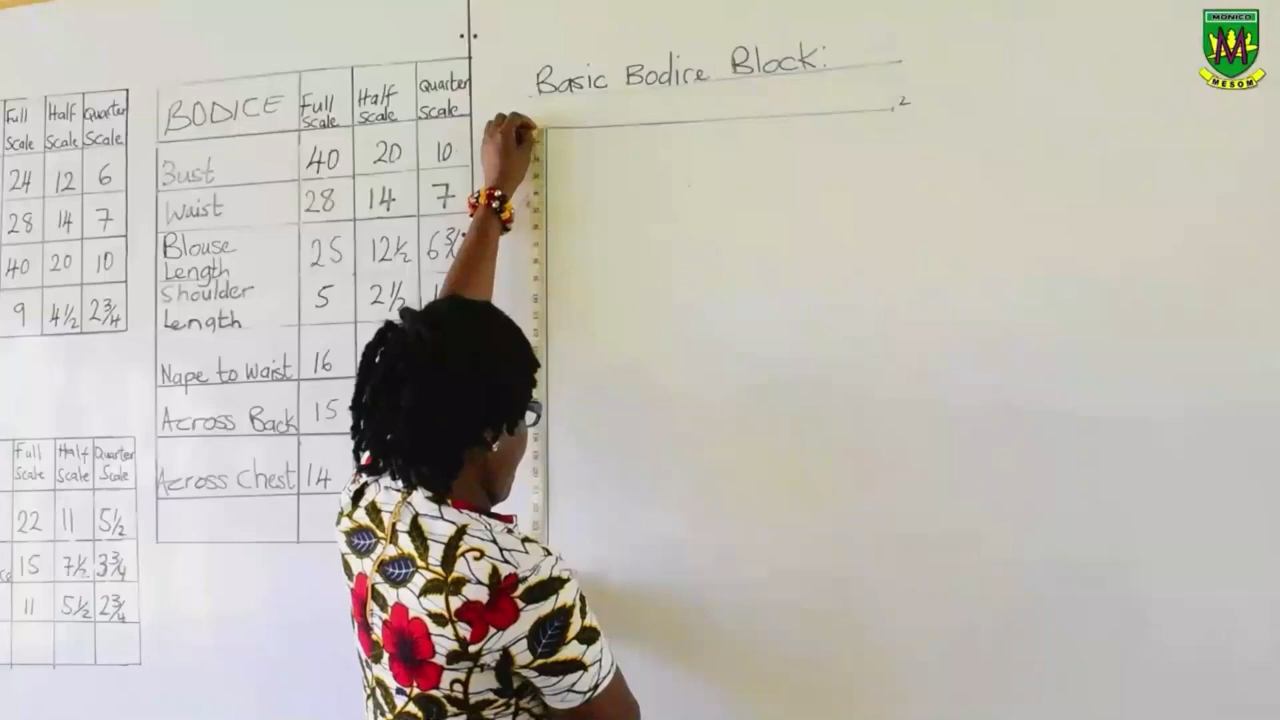 Basic Bodice Block:
2
Full Scale | Half Scale | Quarter Scale
24 | 12 | 6
28 | 14 | 7
40 | 20 | 10
9 | 4½ | 2¾
Full Scale | Half Scale | Quarter Scale
22 | 11 | 5½
15 | 7½ | 3¾
11 | 5½ | 2¾
BODICE | Full Scale | Half Scale | Quarter Scale
Bust | 40 | 20 | 10
Waist | 28 | 14 | 7
Blouse Length | 25 | 12½ | 6¾
Shoulder Length | 5 | 2½
Nape to Waist | 16
Across Back | 15
Across Chest | 14
MONICO
M
MESOM